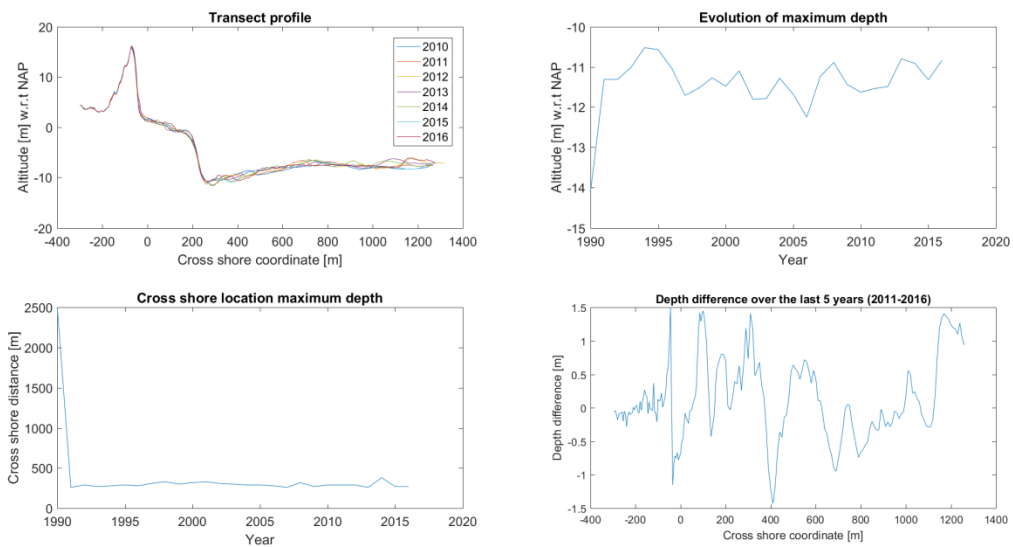 Transect profile
Altitude [m] w.r.t NAP
20
10
0
-10
-20
-400 -200 0 200 400 600 800 1000 1200 1400
Cross shore coordinate [m]
2010
2011
2012
2013
2014
2015
2016
Evolution of maximum depth
Altitude [m] w.r.t NAP
-10
-11
-12
-13
-14
-15
1990 1995 2000 2005 2010 2015 2020
Year
Cross shore location maximum depth
Cross shore distance [m]
2500
2000
1500
1000
500
0
1990 1995 2000 2005 2010 2015 2020
Year
Depth difference over the last 5 years (2011-2016)
Depth difference [m]
1.5
1
0.5
0
-0.5
-1
-1.5
-400 -200 0 200 400 600 800 1000 1200 1400
Cross shore coordinate [m]